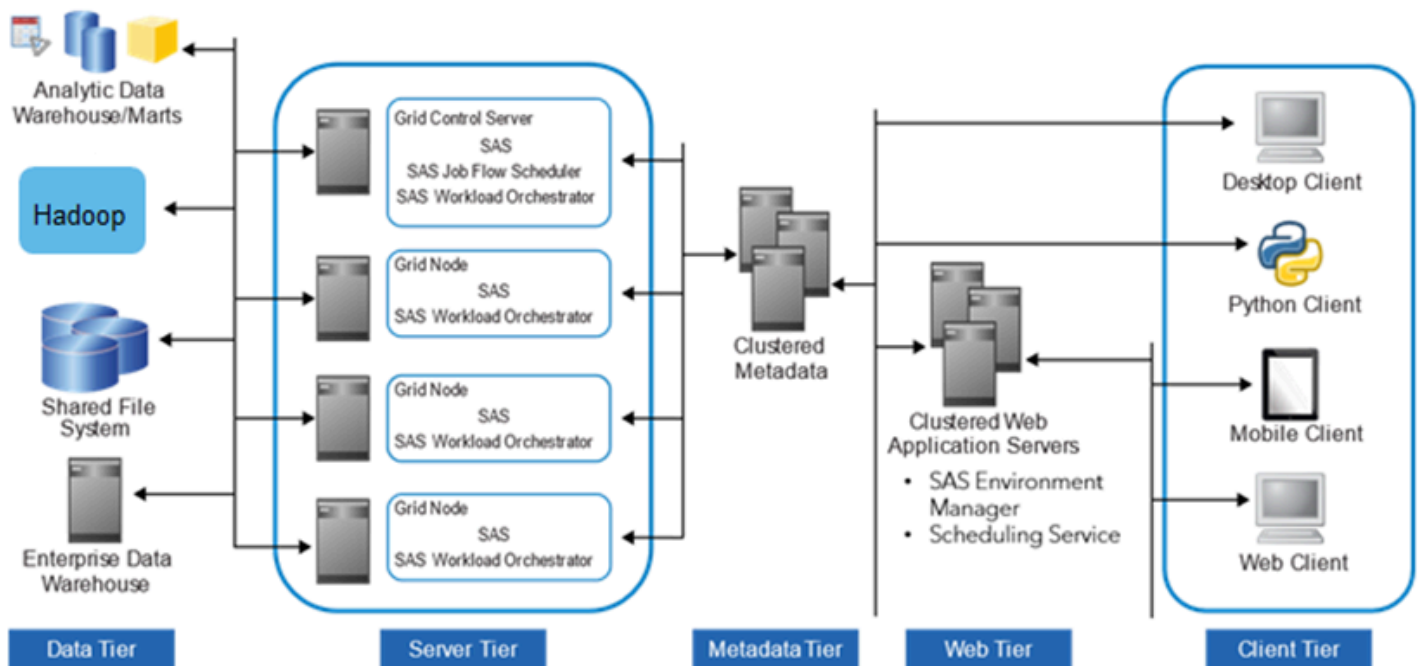 Analytic Data
Warehouse/Marts
Hadoop
Shared File
System
Enterprise Data
Warehouse
Data Tier
Grid Control Server
SAS
SAS Job Flow Scheduler
SAS Workload Orchestrator
Grid Node
SAS
SAS Workload Orchestrator
Grid Node
SAS
SAS Workload Orchestrator
Grid Node
SAS
SAS Workload Orchestrator
Server Tier
Clustered
Metadata
Metadata Tier
Clustered Web
Application Servers
• SAS Environment
Manager
• Scheduling Service
Web Tier
Desktop Client
Python Client
Mobile Client
Web Client
Client Tier